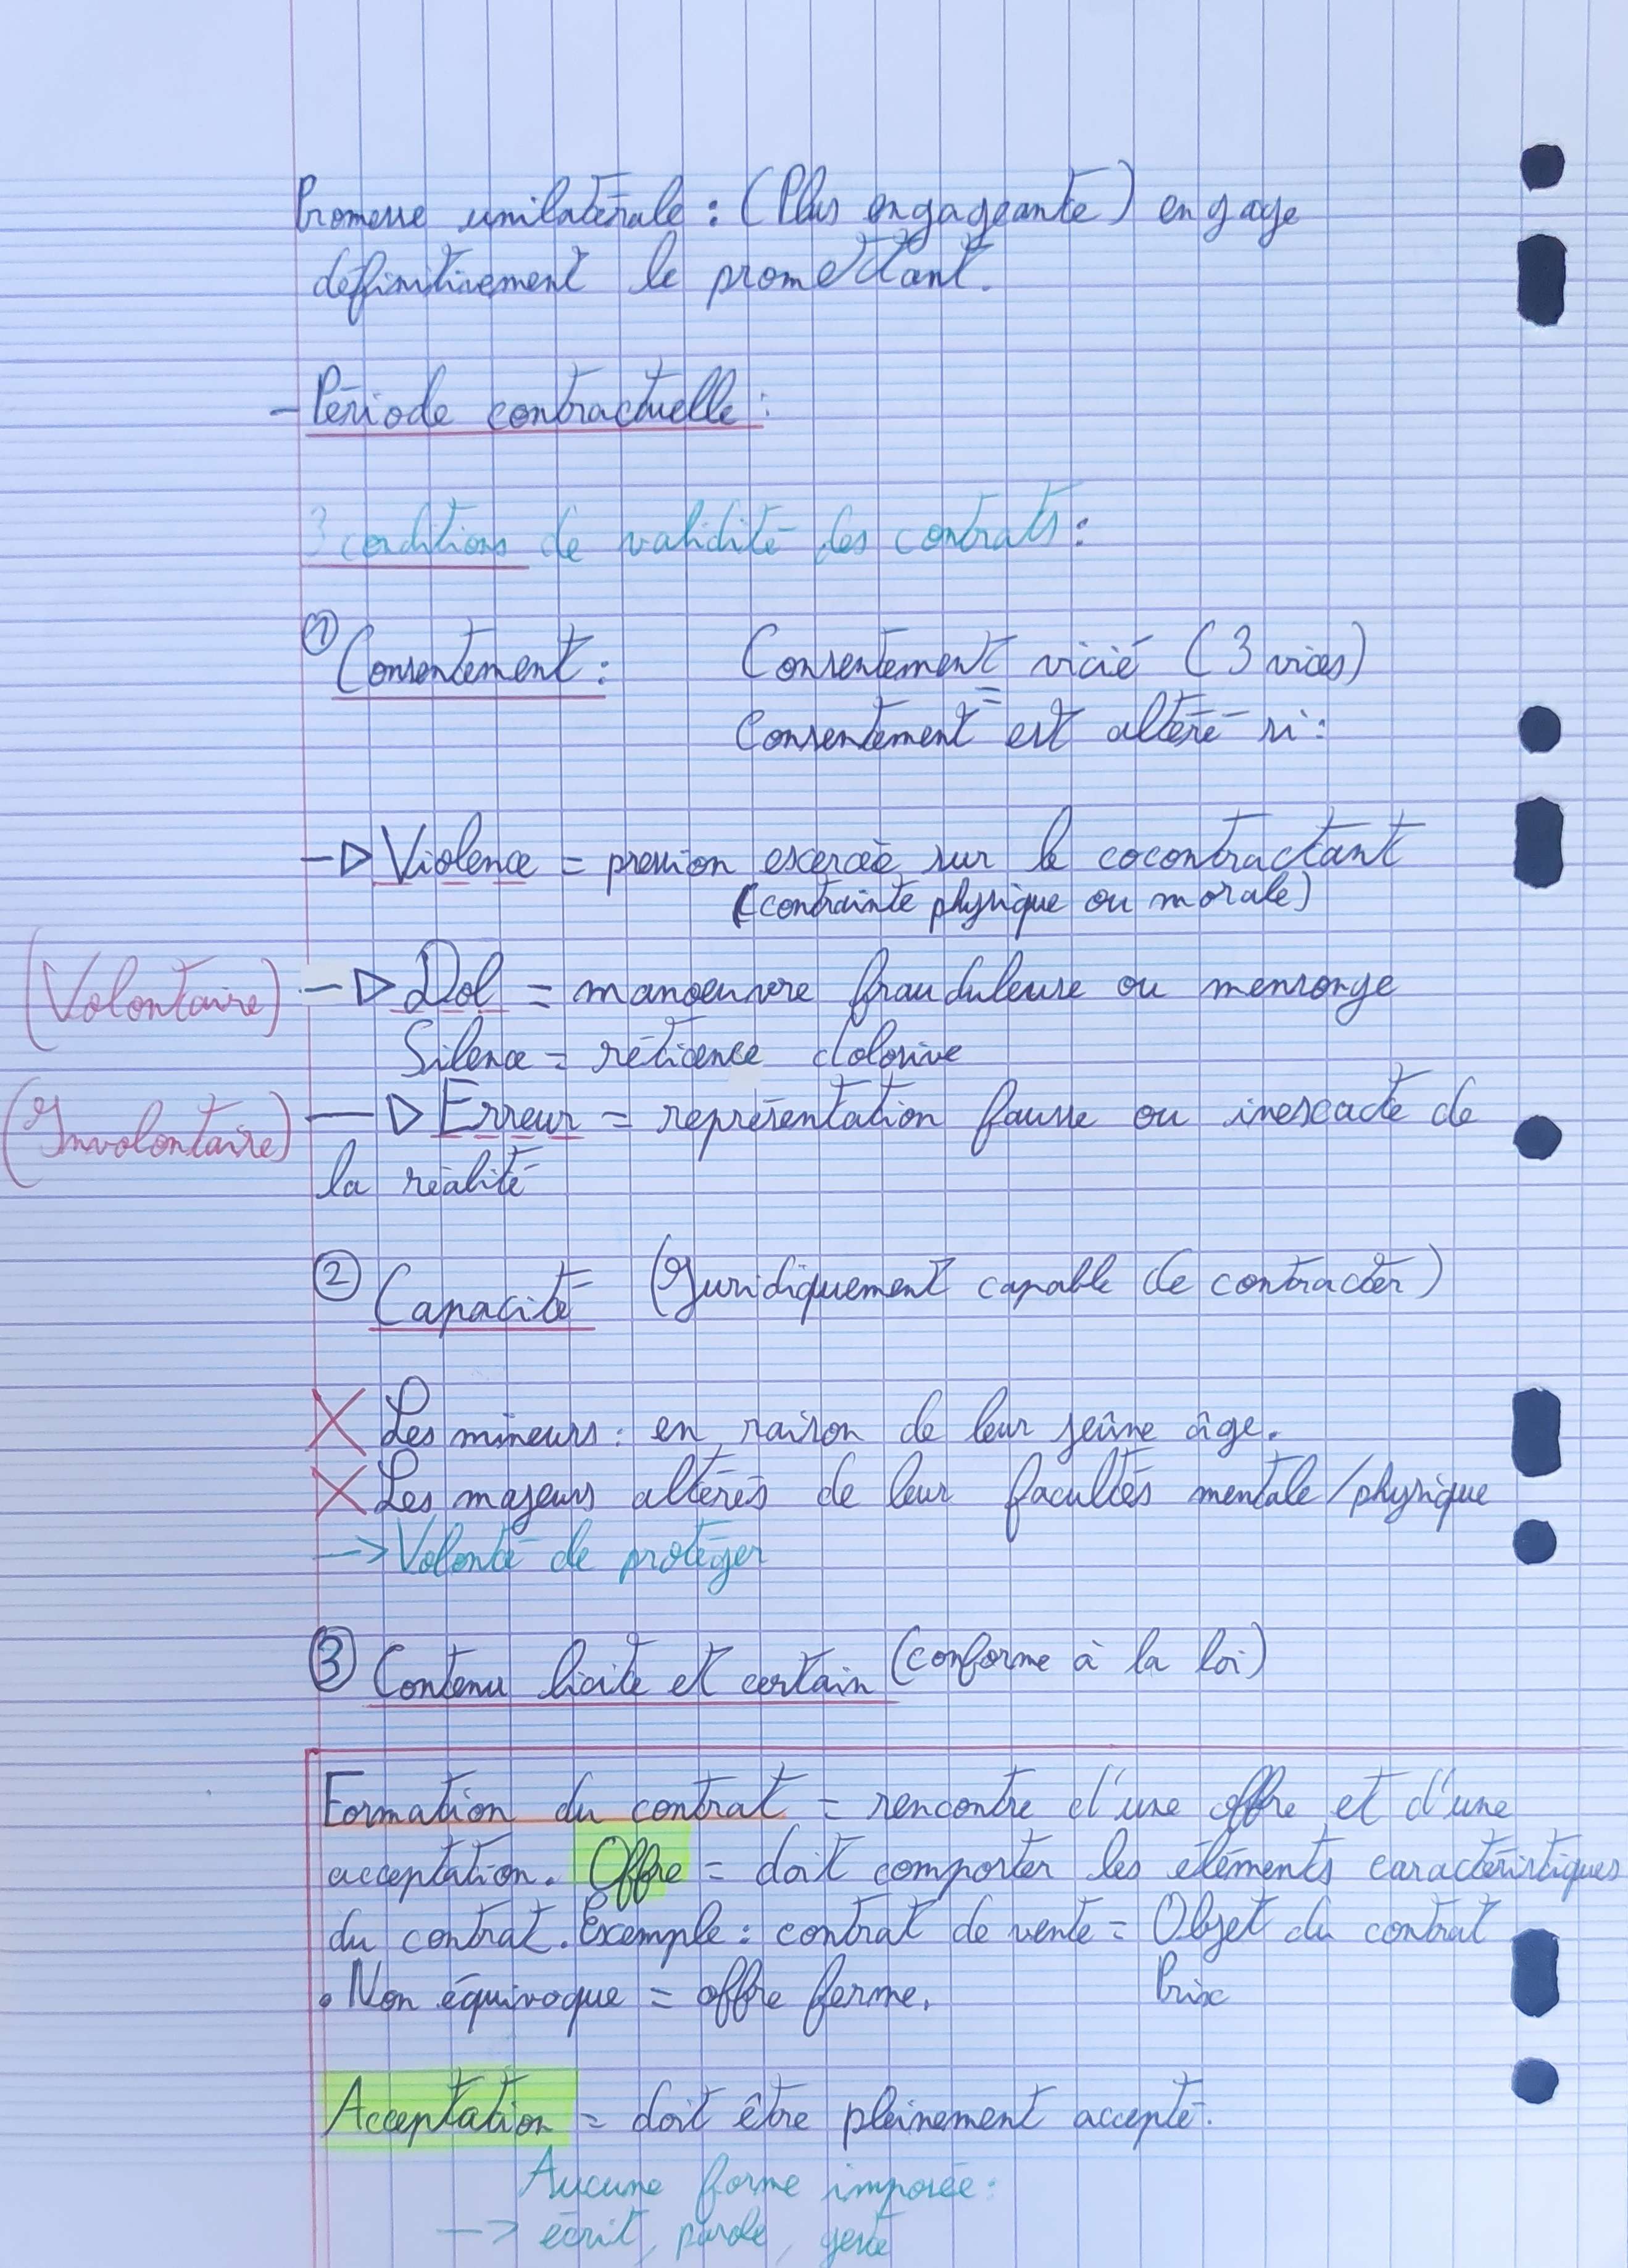 Promesse unilatérale : (Plus engageante) engage
définitivement le promettant.
- Période contractuelle :
3 conditions de validité des contrats :
① Consentement : Consentement vicié (3 vices)
=
Consentement est altéré si :
→ Violence = pression exercée sur le cocontractant
(contrainte physique ou morale)
(Volontaire) → Dol = manoeuvre frauduleuse ou mensonge
Silence = réticence dolosive
(Involontaire) → Erreur = représentation fausse ou inexacte de
la réalité
② Capacité (Juridiquement capable de contracter)
X Les mineurs : en raison de leur jeûne âge.
X Les majeurs altérés de leur facultés mentale/physique
→ Volonté de protéger
③ Contenu licite et certain (conforme à la loi)
Formation du contrat = rencontre d'une offre et d'une
acceptation. Offre = doit comporter les éléments caractéristiques
du contrat. Exemple : contrat de vente = Objet du contrat
• Non équivoque = offre ferme. Prix
Acceptation = doit être pleinement accepté.
Aucune forme imposée :
→ écrit, parole, geste